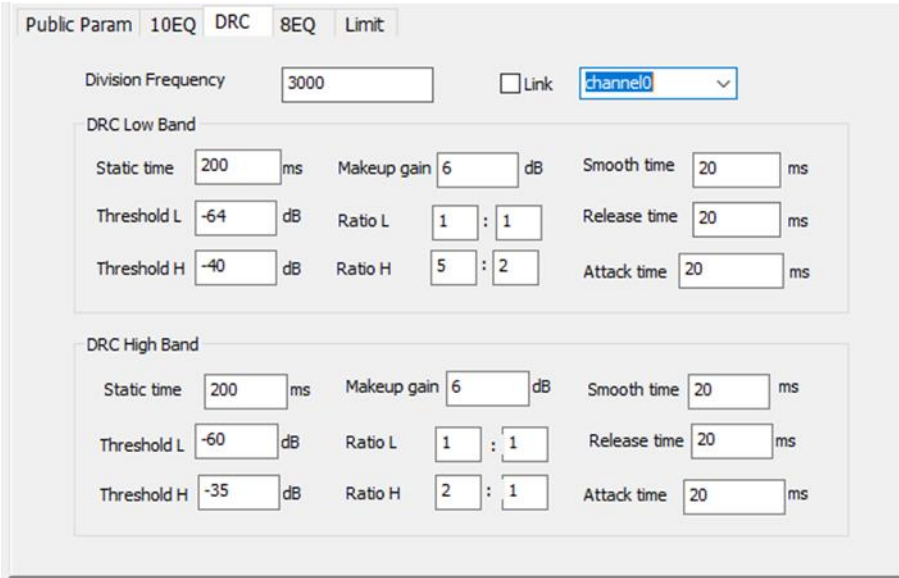 Public Param 10EQ DRC 8EQ Limit
Division Frequency 3000 Link channel0
DRC Low Band
Static time 200 ms Makeup gain 6 dB Smooth time 20 ms
Threshold L -64 dB Ratio L 1 : 1 Release time 20 ms
Threshold H -40 dB Ratio H 5 : 2 Attack time 20 ms
DRC High Band
Static time 200 ms Makeup gain 6 dB Smooth time 20 ms
Threshold L -60 dB Ratio L 1 : 1 Release time 20 ms
Threshold H -35 dB Ratio H 2 : 1 Attack time 20 ms